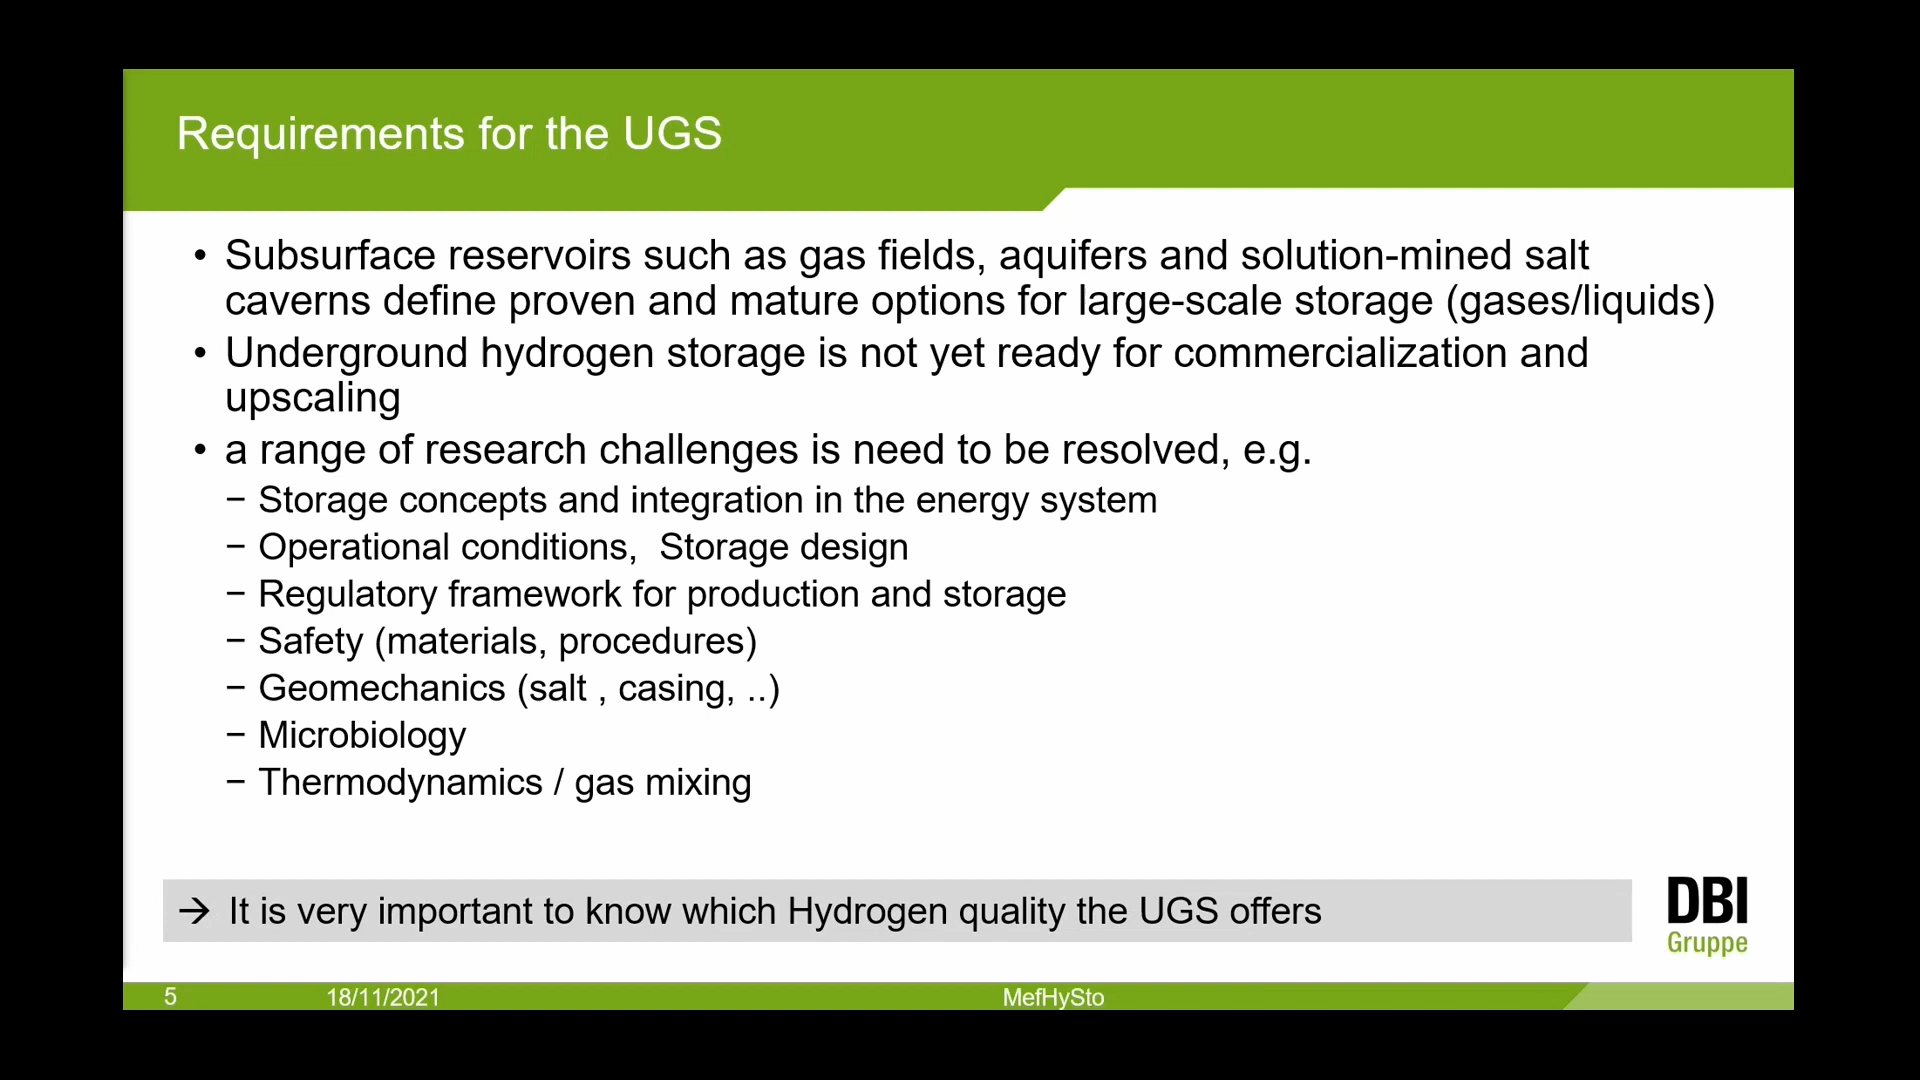 Requirements for the UGS
• Subsurface reservoirs such as gas fields, aquifers and solution-mined salt
caverns define proven and mature options for large-scale storage (gases/liquids)
• Underground hydrogen storage is not yet ready for commercialization and
upscaling
• a range of research challenges is need to be resolved, e.g.
− Storage concepts and integration in the energy system
− Operational conditions,  Storage design
− Regulatory framework for production and storage
− Safety (materials, procedures)
− Geomechanics (salt , casing, ..)
− Microbiology
− Thermodynamics / gas mixing
→ It is very important to know which Hydrogen quality the UGS offers
DBI
Gruppe
5 18/11/2021 MefHySto